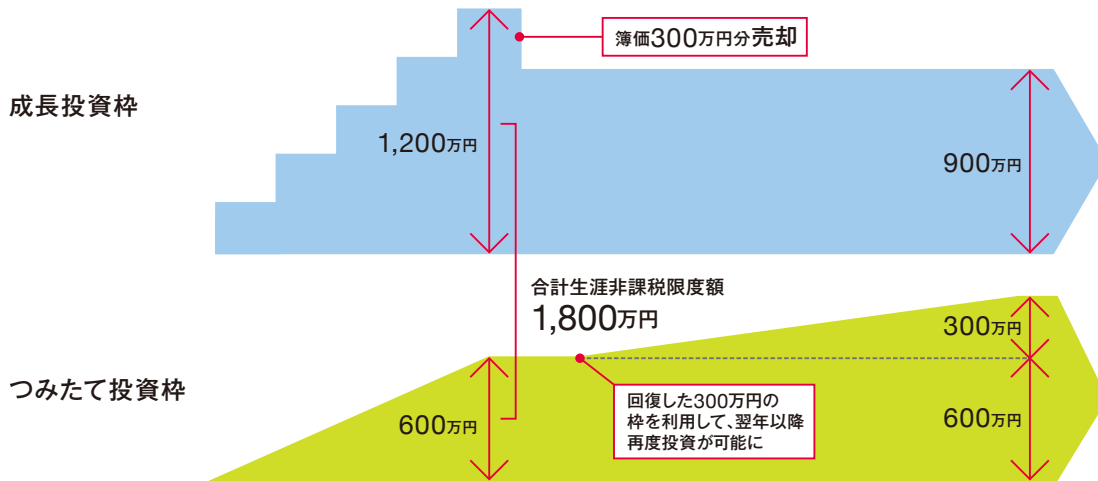 簿価300万円分売却
成長投資枠
1,200万円
900万円
合計生涯非課税限度額
1,800万円
300万円
つみたて投資枠
600万円
回復した300万円の
枠を利用して、翌年以降
再度投資が可能に
600万円